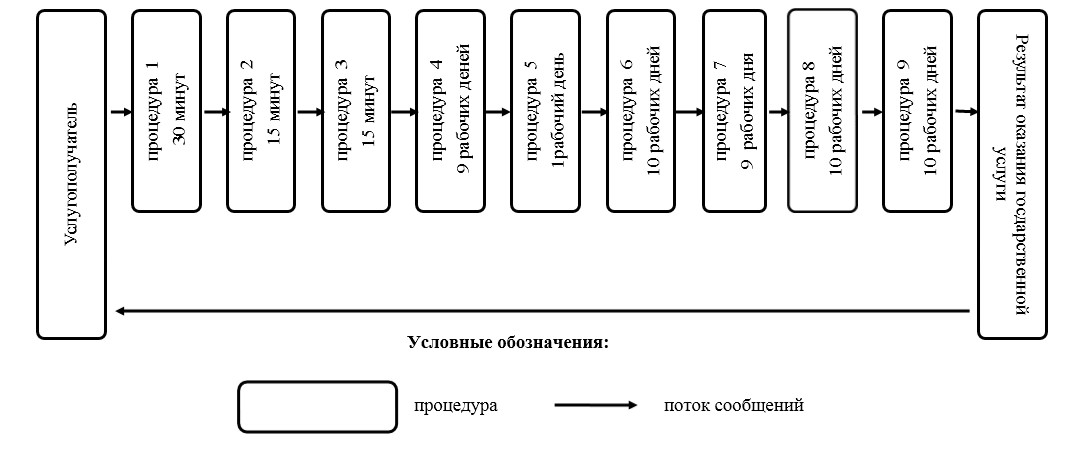 Услугополучатель
процедура 1
30 минут
процедура 2
15 минут
процедура 3
15 минут
процедура 4
9 рабочих деней
процедура 5
1рабочий день
процедура 6
10 рабочих дней
процедура 7
9 рабочих дня
процедура 8
10 рабочих дней
процедура 9
10 рабочих дней
Результат оказания госдарственной
услуги
Условные обозначения:
процедура
поток сообщений